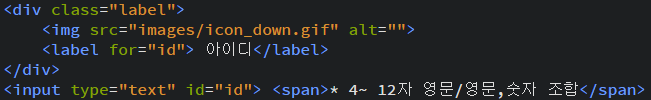 <div class="label">
<img src="images/icon_down.gif" alt="">
<label for="id"> 아이디</label>
</div>
<input type="text" id="id"> <span>* 4~ 12자 영문/영문,숫자 조합</span>